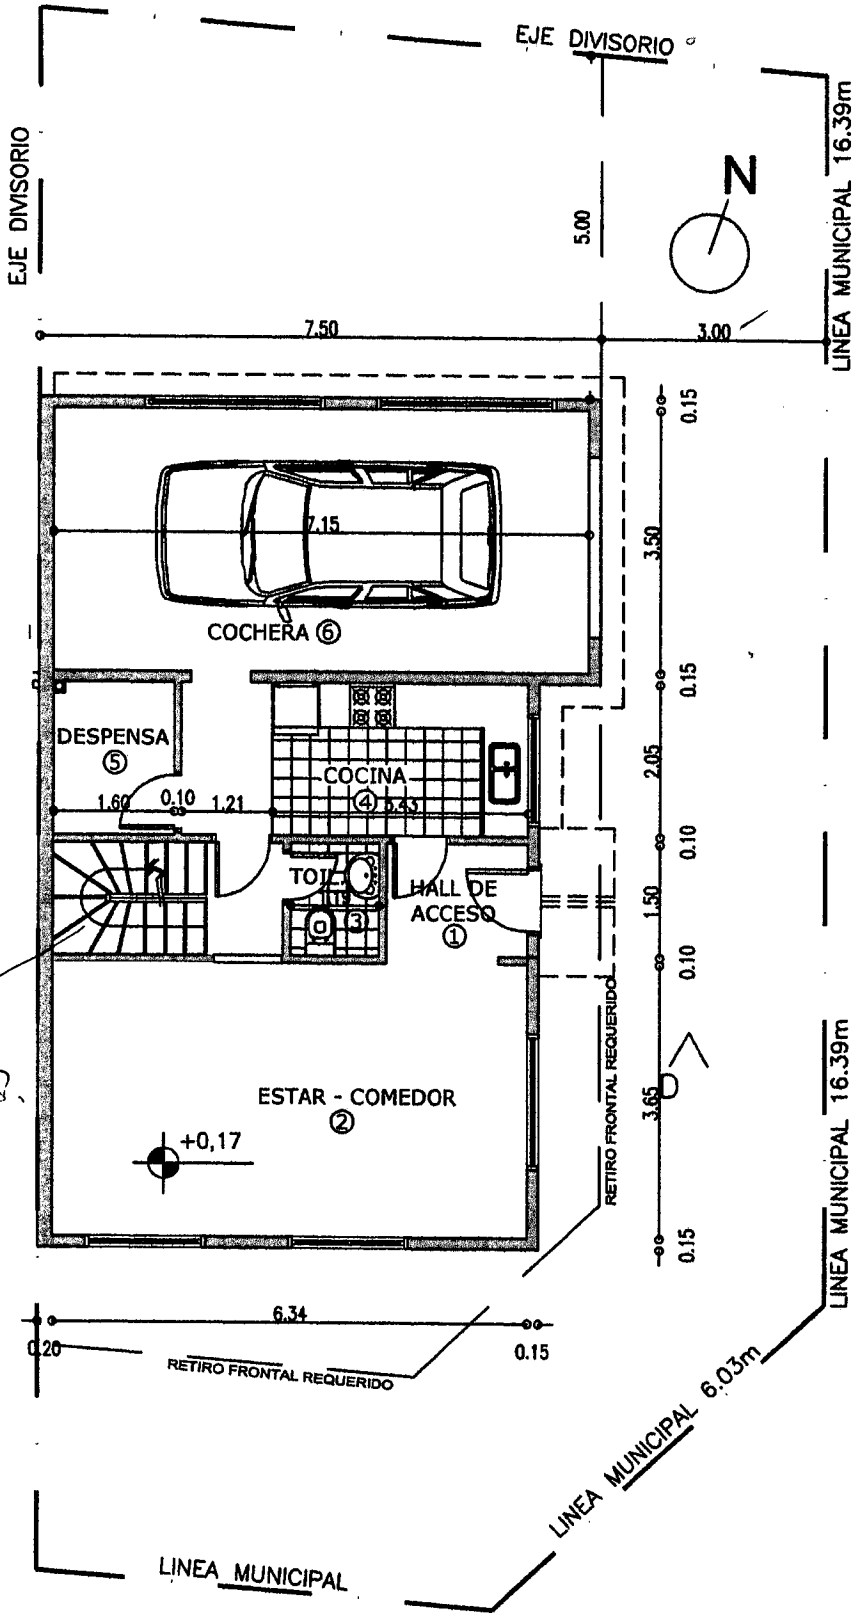 EJE DIVISORIO
EJE DIVISORIO
LINEA MUNICIPAL 16.39m
N
5.00
7.50
3.00
0.15
7.15
3.50
COCHERA 6
0.15
DESPENSA
5
COCINA
4
2.05
1.60
0.10
1.21
3.43
0.10
TOIL.
3
HALL DE
ACCESO
1
1.50
0.10
RETIRO FRONTAL REQUERIDO
ESTAR - COMEDOR
2
3.65
+0,17
LINEA MUNICIPAL 16.39m
0.15
6.34
0.20
0.15
RETIRO FRONTAL REQUERIDO
LINEA MUNICIPAL 6.03m
LINEA MUNICIPAL